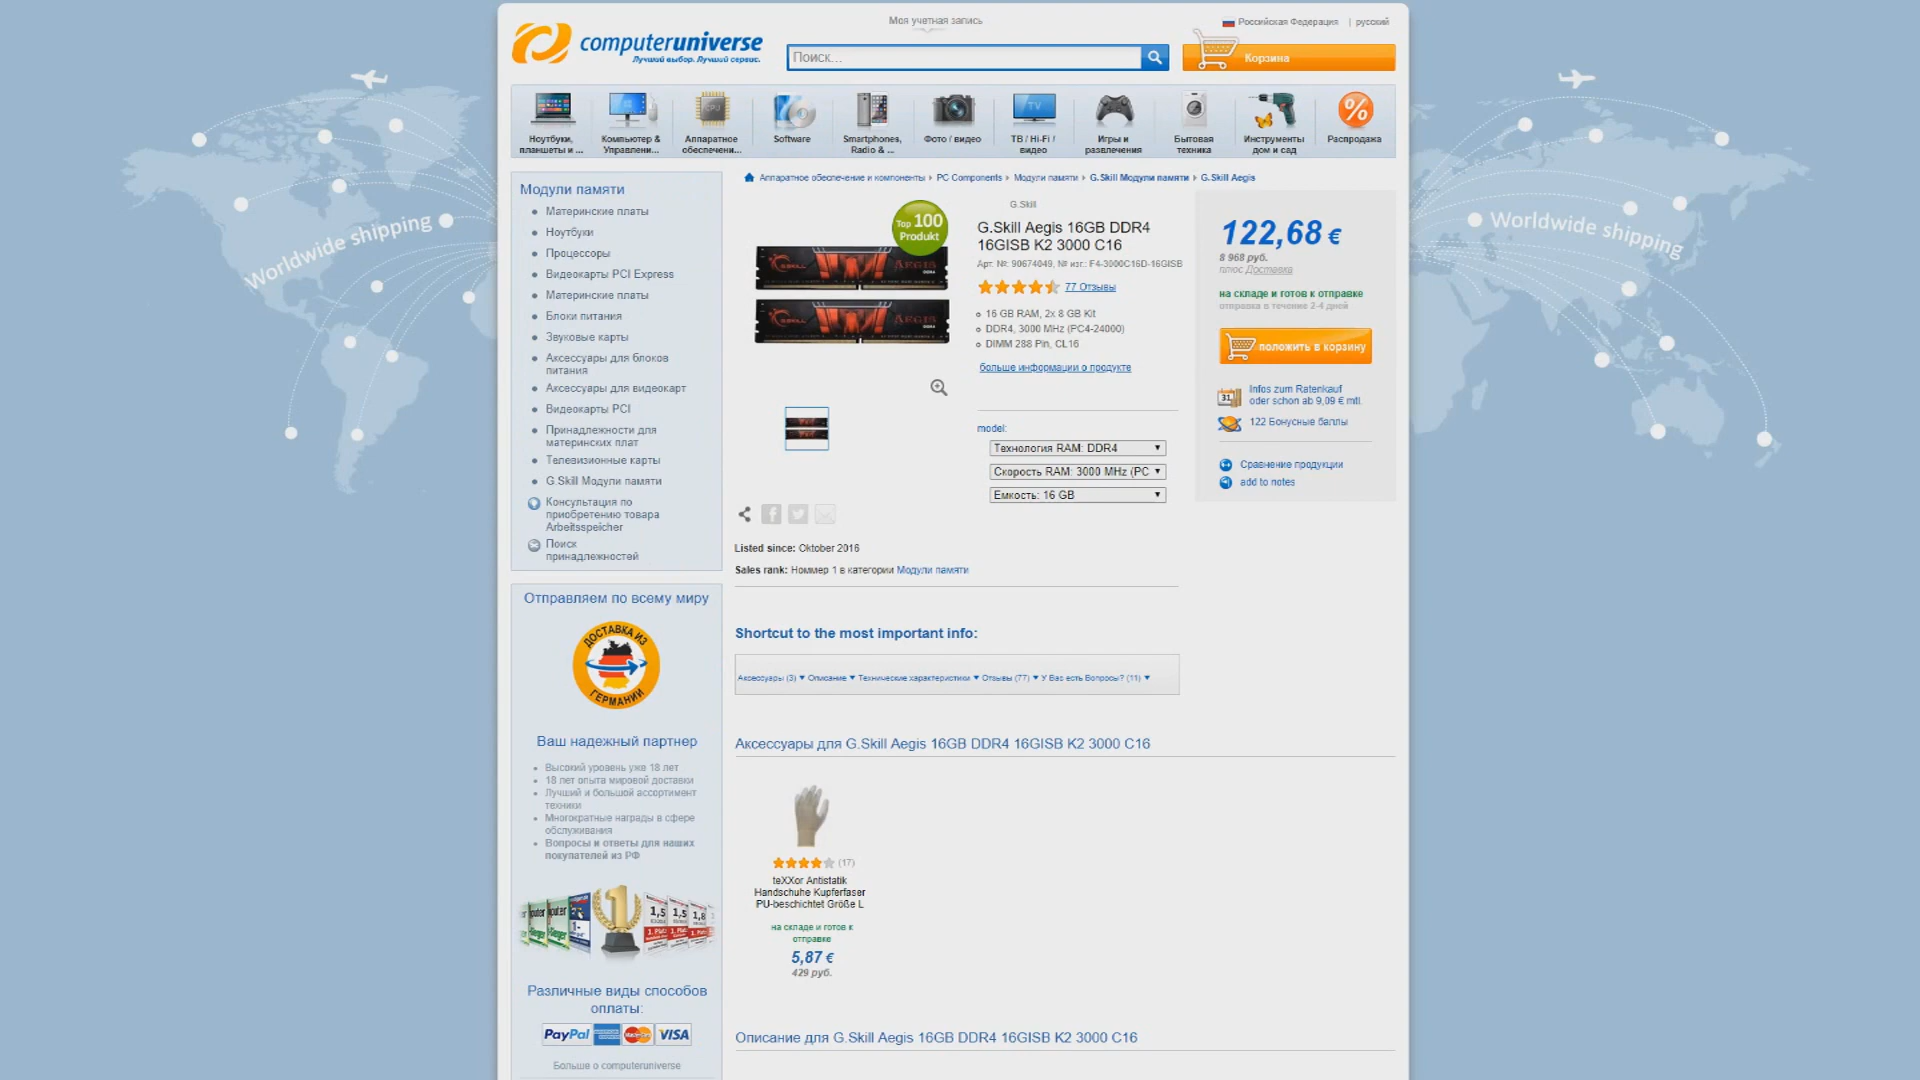 Моя учетная запись
Российская Федерация | русский
computeruniverse
Лучший выбор. Лучший сервис.
Поиск...
Корзина
Ноутбуки, планшеты и ...
Компьютер & Управлени...
Аппаратное обеспечени...
Software
Smartphones, Radio & ...
Фото / видео
ТВ / Hi-Fi / видео
Игры и развлечения
Бытовая техника
Инструменты дом и сад
Распродажа
Worldwide shipping
Worldwide shipping
Модули памяти
Материнские платы
Ноутбуки
Процессоры
Видеокарты PCI Express
Материнские платы
Блоки питания
Звуковые карты
Аксессуары для блоков
питания
Аксессуары для видеокарт
Видеокарты PCI
Принадлежности для
материнских плат
Телевизионные карты
G.Skill Модули памяти
Консультация по
приобретению товара
Arbeitsspeicher
Поиск
принадлежностей
Отправляем по всему миру
ДОСТАВКА ИЗ
ГЕРМАНИИ
Ваш надежный партнер
Высокий уровень уже 18 лет
18 лет опыта мировой доставки
Лучший и большой ассортимент
техники
Многократные награды в сфере
обслуживания
Вопросы и ответы для наших
покупателей из РФ
Различные виды способов
оплаты:
PayPal
MasterCard
VISA
Больше о computeruniverse
Аппаратное обеспечение и компоненты › PC Components › Модули памяти › G.Skill Модули памяти › G.Skill Aegis
Top 100
Produkt
G.SKILL AEGIS DDR4
G.SKILL AEGIS DDR4
G.Skill
G.Skill Aegis 16GB DDR4
16GISB K2 3000 C16
Арт. №: 90674049, № изг.: F4-3000C16D-16GISB
77 Отзывы
16 GB RAM, 2x 8 GB Kit
DDR4, 3000 MHz (PC4-24000)
DIMM 288 Pin, CL16
больше информации о продукте
model:
Технология RAM: DDR4
Скорость RAM: 3000 MHz (PC
Емкость: 16 GB
122,68 €
8 968 руб.
плюс Доставка
на складе и готов к отправке
отправка в течение 2-4 дней
положить в корзину
31
Infos zum Ratenkauf
oder schon ab 9,09 € mtl.
122 Бонусные баллы
Сравнение продукции
add to notes
Listed since: Oktober 2016
Sales rank: Номмер 1 в категории Модули памяти
Shortcut to the most important info:
Аксессуары (3) ▼ Описание ▼ Технические характеристики ▼ Отзывы (77) ▼ У Вас есть Вопросы? (11) ▼
Аксессуары для G.Skill Aegis 16GB DDR4 16GISB K2 3000 C16
(17)
teXXor Antistatik
Handschuhe Kupferfaser
PU-beschichtet Größe L
на складе и готов к
отправке
5,87 €
429 руб.
Описание для G.Skill Aegis 16GB DDR4 16GISB K2 3000 C16